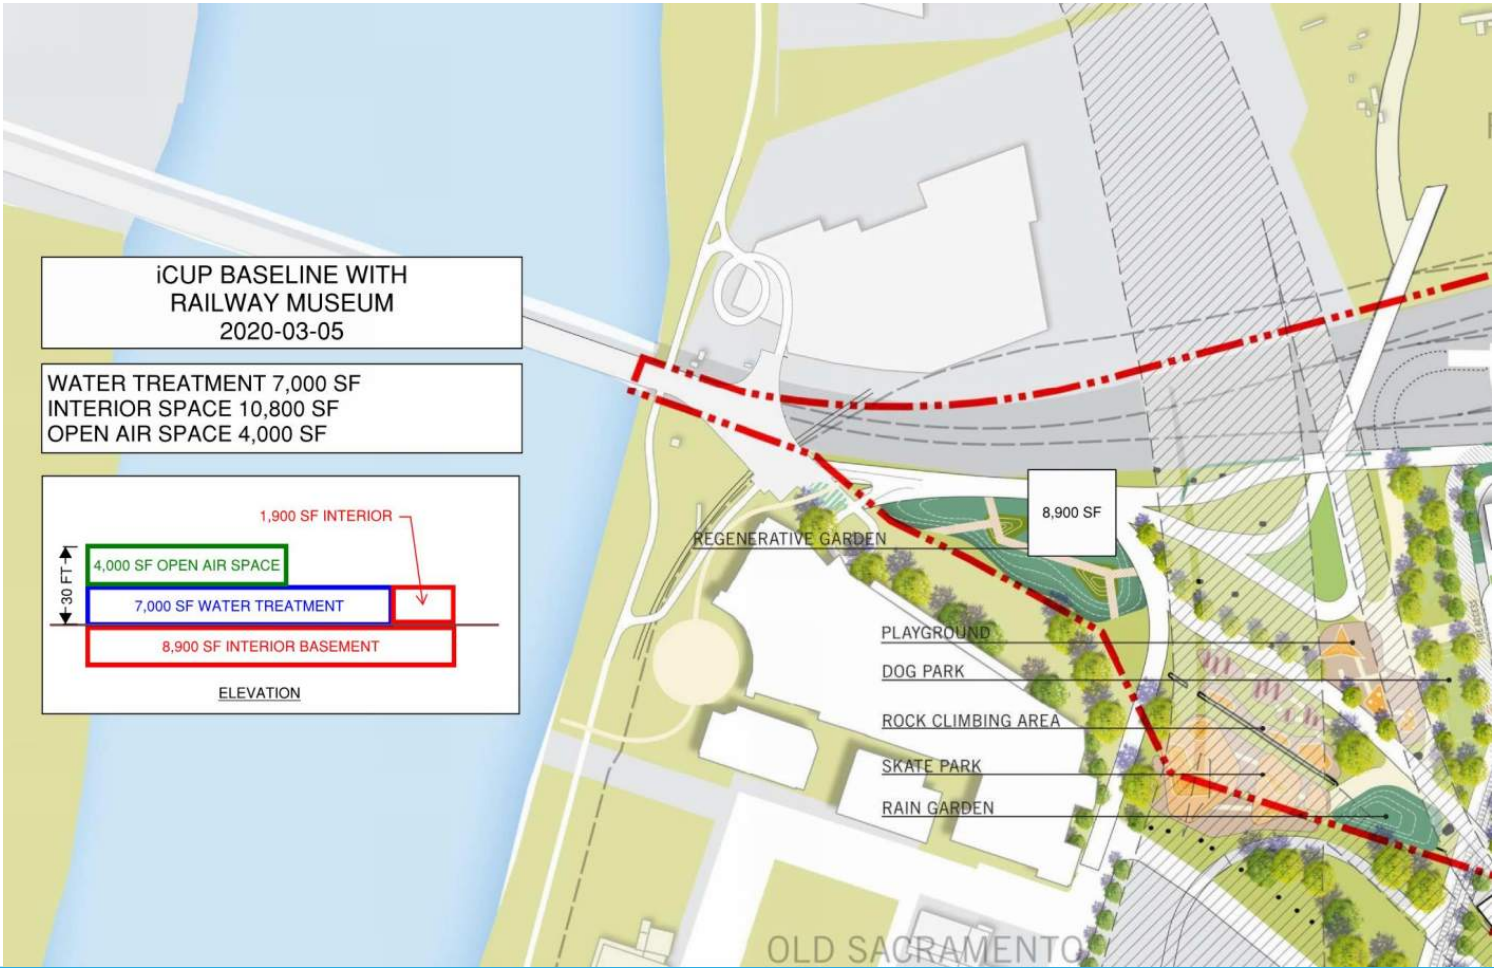 iCUP BASELINE WITH
RAILWAY MUSEUM
2020-03-05
WATER TREATMENT 7,000 SF
INTERIOR SPACE 10,800 SF
OPEN AIR SPACE 4,000 SF
1,900 SF INTERIOR
30 FT
4,000 SF OPEN AIR SPACE
7,000 SF WATER TREATMENT
8,900 SF INTERIOR BASEMENT
ELEVATION
8,900 SF
REGENERATIVE GARDEN
PLAYGROUND
DOG PARK
ROCK CLIMBING AREA
SKATE PARK
RAIN GARDEN
OLD SACRAMENTO